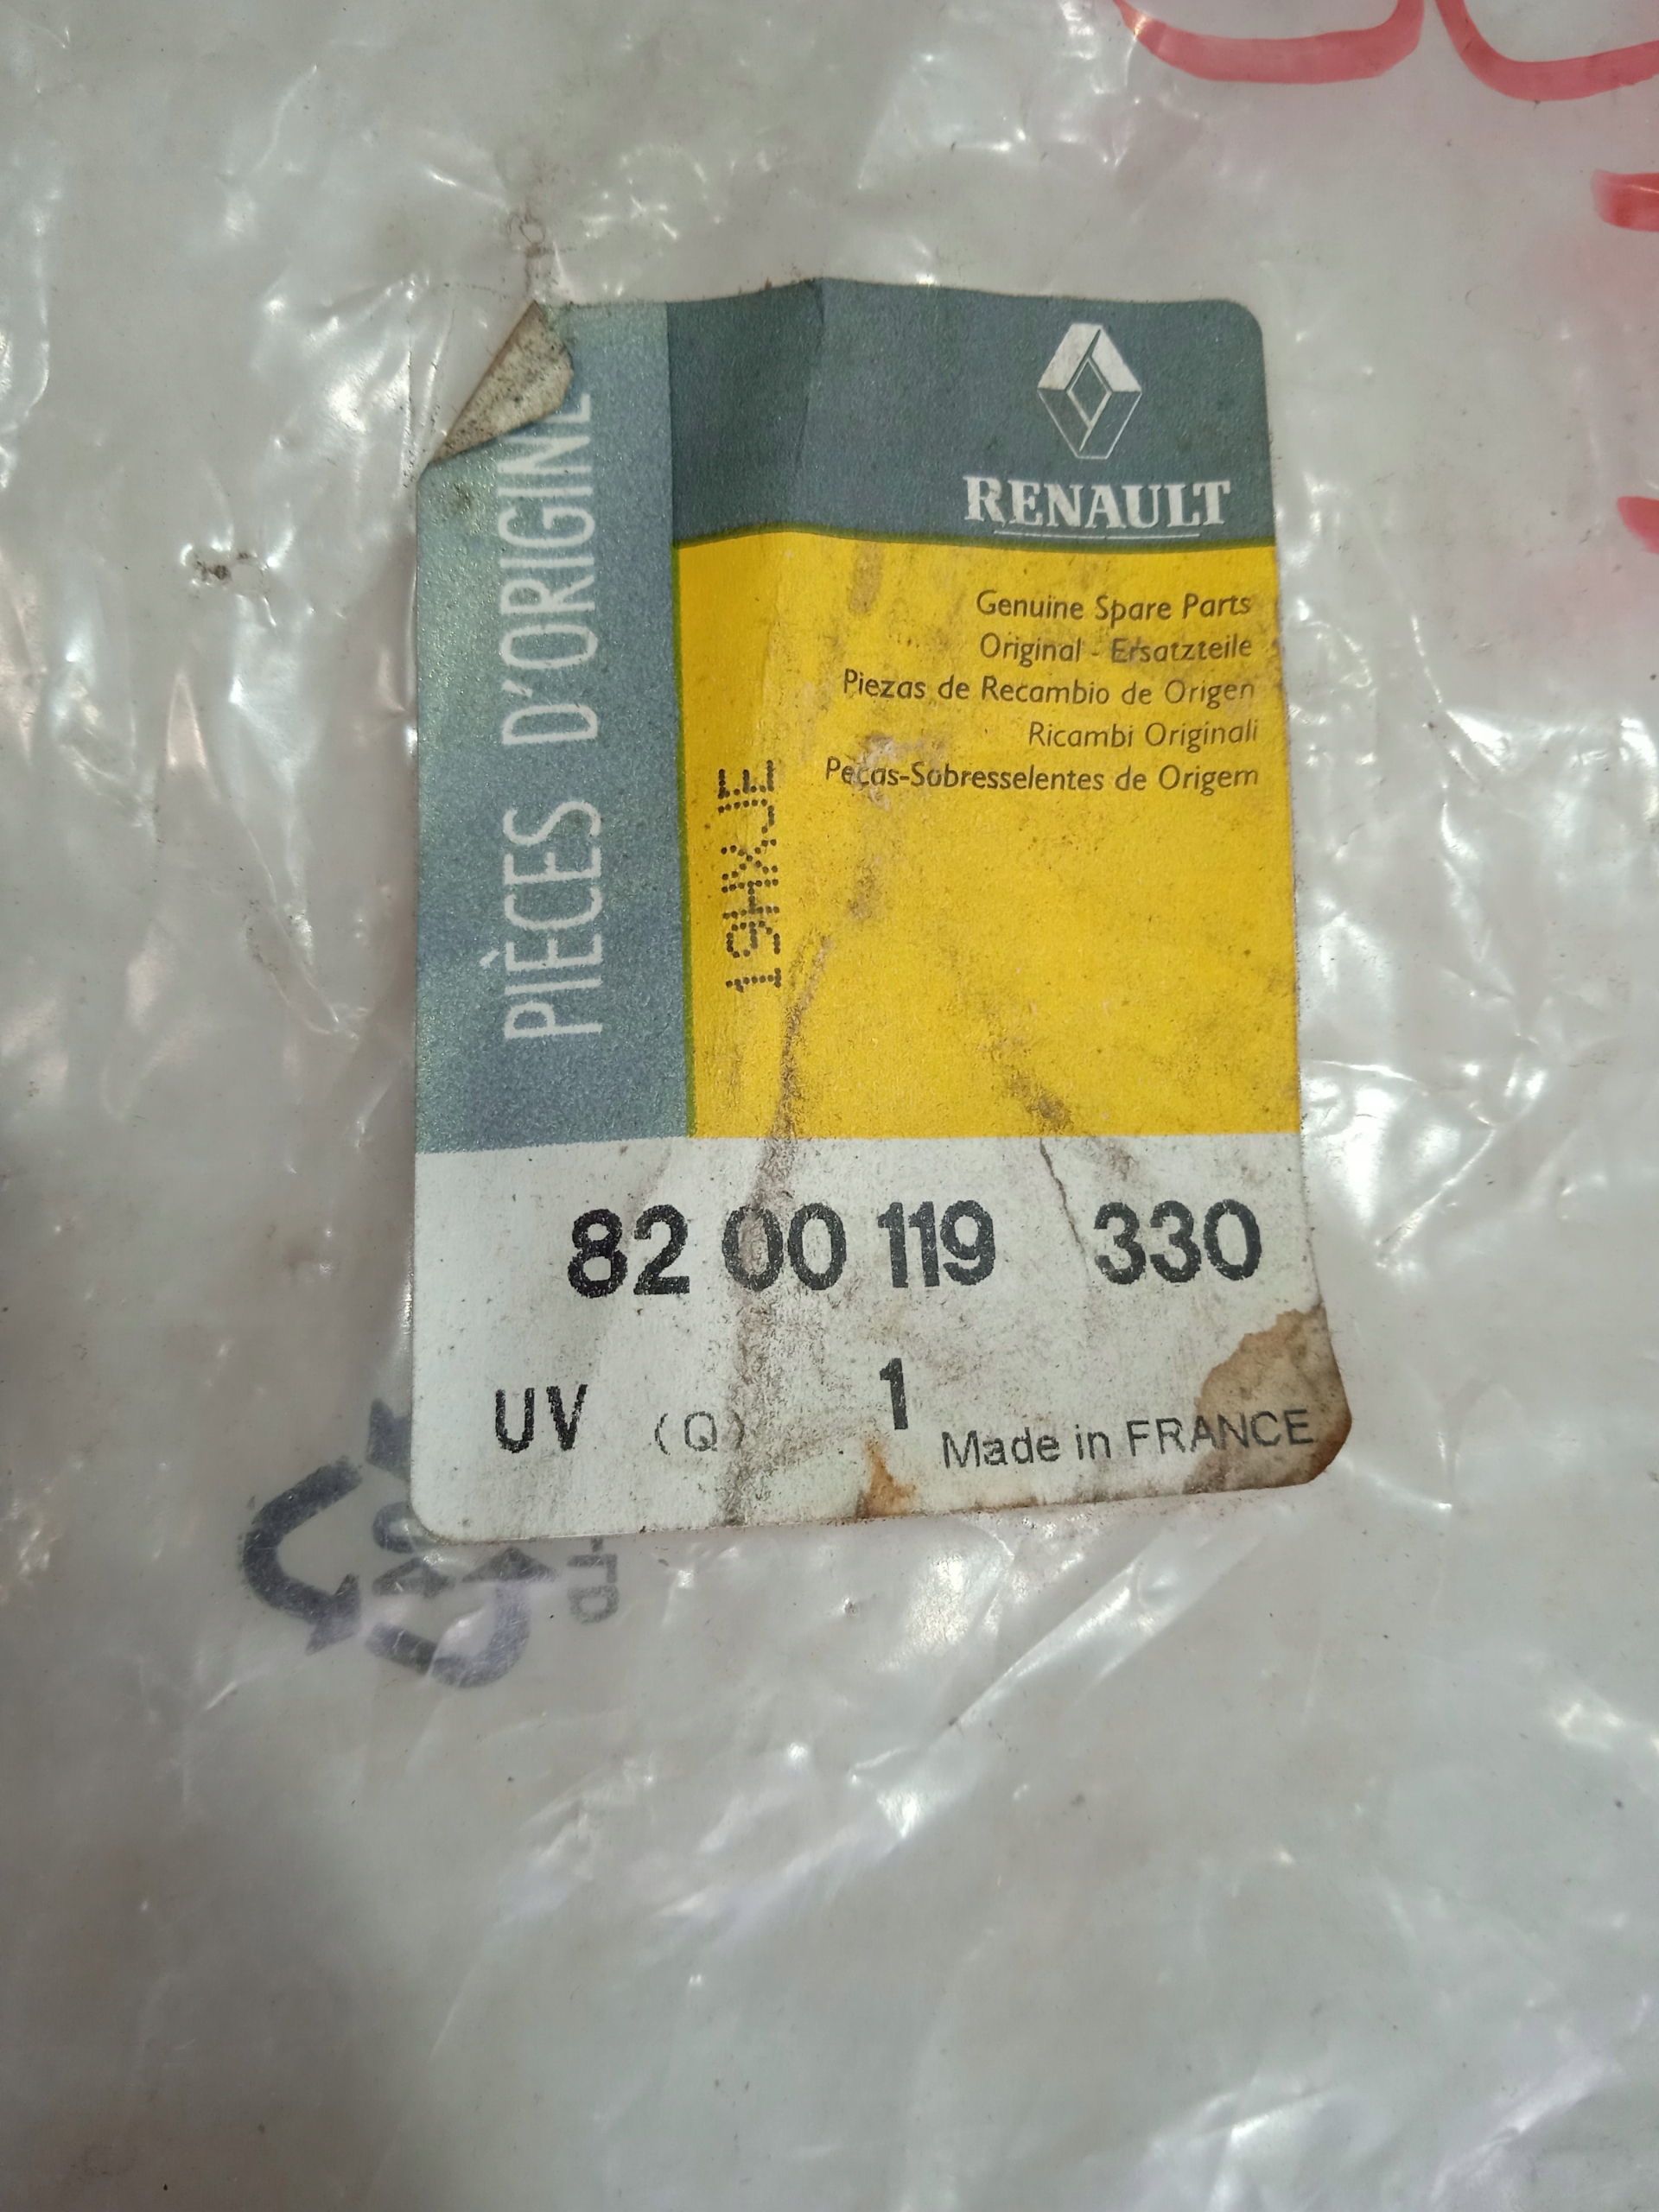 RENAULT
PIÈCES D'ORIGINE
Genuine Spare Parts
Original - Ersatzteile
Piezas de Recambio de Origen
Ricambi Originali
Peças-Sobresselentes de Origem
19HXJE
82 00 119 330
UV (Q) 1
Made in FRANCE